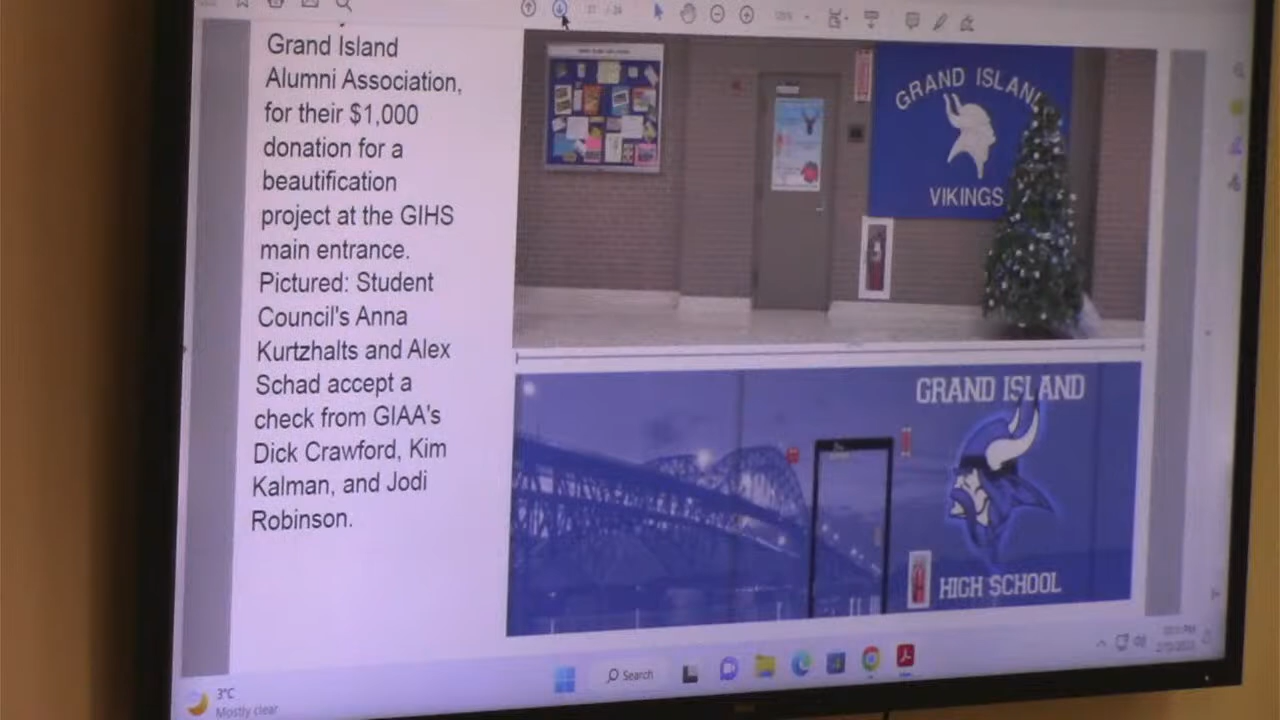 Grand Island
Alumni Association,
for their $1,000
donation for a
beautification
project at the GIHS
main entrance.
Pictured: Student
Council's Anna
Kurtzhalts and Alex
Schad accept a
check from GIAA's
Dick Crawford, Kim
Kalman, and Jodi
Robinson.
GRAND ISLAND
VIKINGS
GRAND ISLAND
HIGH SCHOOL
Search
3°C
Mostly clear